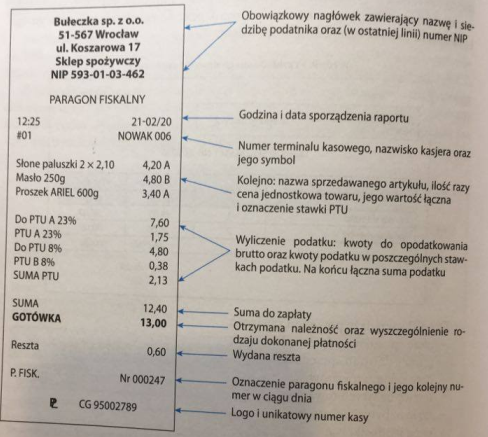 Bułeczka sp. z o.o.
51-567 Wrocław
ul. Koszarowa 17
Sklep spożywczy
NIP 593-01-03-462
PARAGON FISKALNY
12:25 21-02/20
#01 NOWAK 006
Słone paluszki 2 × 2,10 4,20 A
Masło 250g 4,80 B
Proszek ARIEL 600g 3,40 A
Do PTU A 23% 7,60
PTU A 23% 1,75
Do PTU 8% 4,80
PTU B 8% 0,38
SUMA PTU 2,13
SUMA 12,40
GOTÓWKA 13,00
Reszta 0,60
P. FISK. Nr 000247
CG 95002789
Obowiązkowy nagłówek zawierający nazwę i sie-
dzibę podatnika oraz (w ostatniej linii) numer NIP
Godzina i data sporządzenia raportu
Numer terminalu kasowego, nazwisko kasjera oraz
jego symbol
Kolejno: nazwa sprzedawanego artykułu, ilość razy
cena jednostkowa towaru, jego wartość łączna
i oznaczenie stawki PTU
Wyliczenie podatku: kwoty do opodatkowania
brutto oraz kwoty podatku w poszczególnych staw-
kach podatku. Na końcu łączna suma podatku
Suma do zapłaty
Otrzymana należność oraz wyszczególnienie ro-
dzaju dokonanej płatności
Wydana reszta
Oznaczenie paragonu fiskalnego i jego kolejny nu-
mer w ciągu dnia
Logo i unikatowy numer kasy